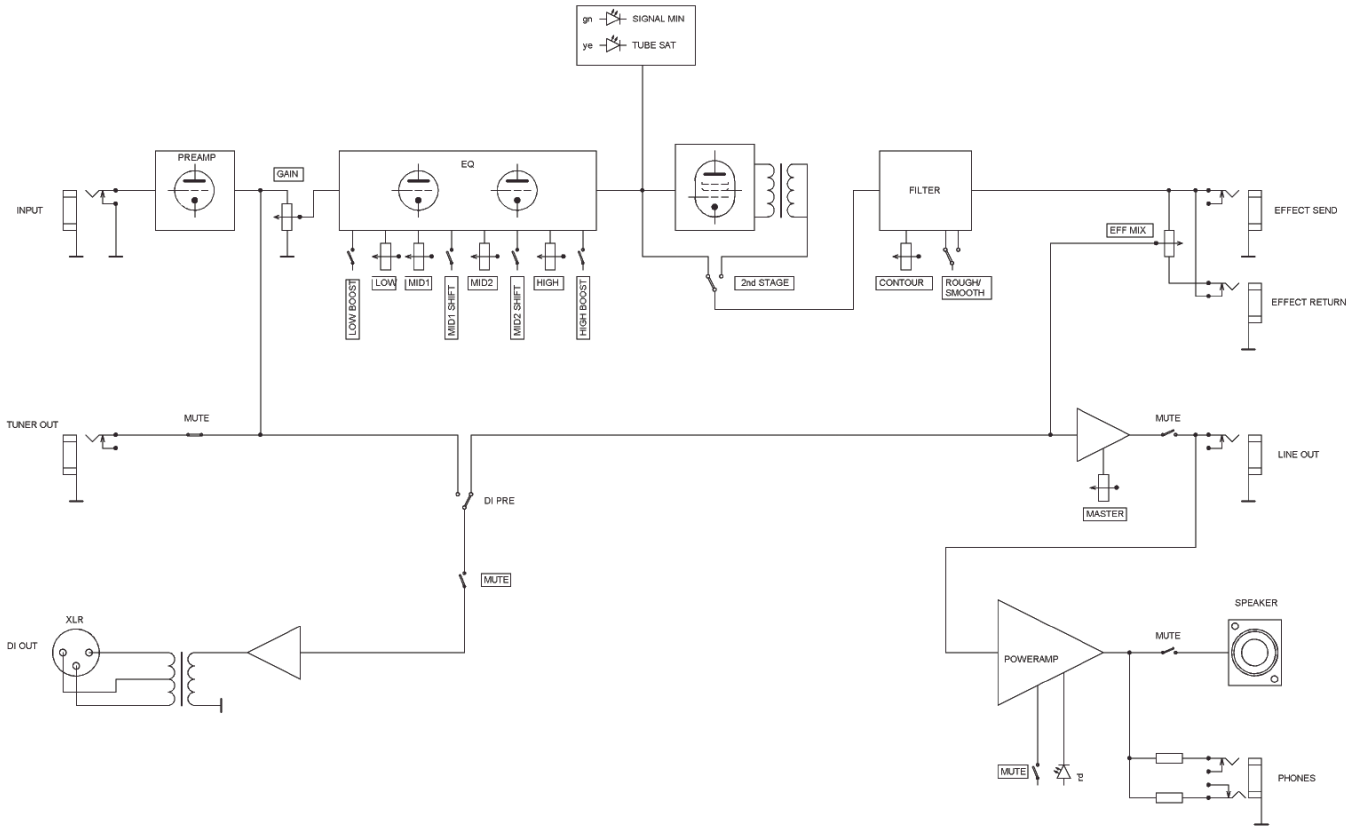 gn SIGNAL MIN
ye TUBE SAT
PREAMP
EQ
GAIN
INPUT
FILTER
EFFECT SEND
EFF MIX
LOW
MID1
MID2
HIGH
2nd STAGE
CONTOUR
ROUGH/
SMOOTH
EFFECT RETURN
LOW BOOST
MID1 SHIFT
MID2 SHIFT
HIGH BOOST
TUNER OUT
MUTE
MUTE
LINE OUT
DI PRE
MASTER
MUTE
XLR
DI OUT
SPEAKER
MUTE
POWERAMP
MUTE
rd
PHONES